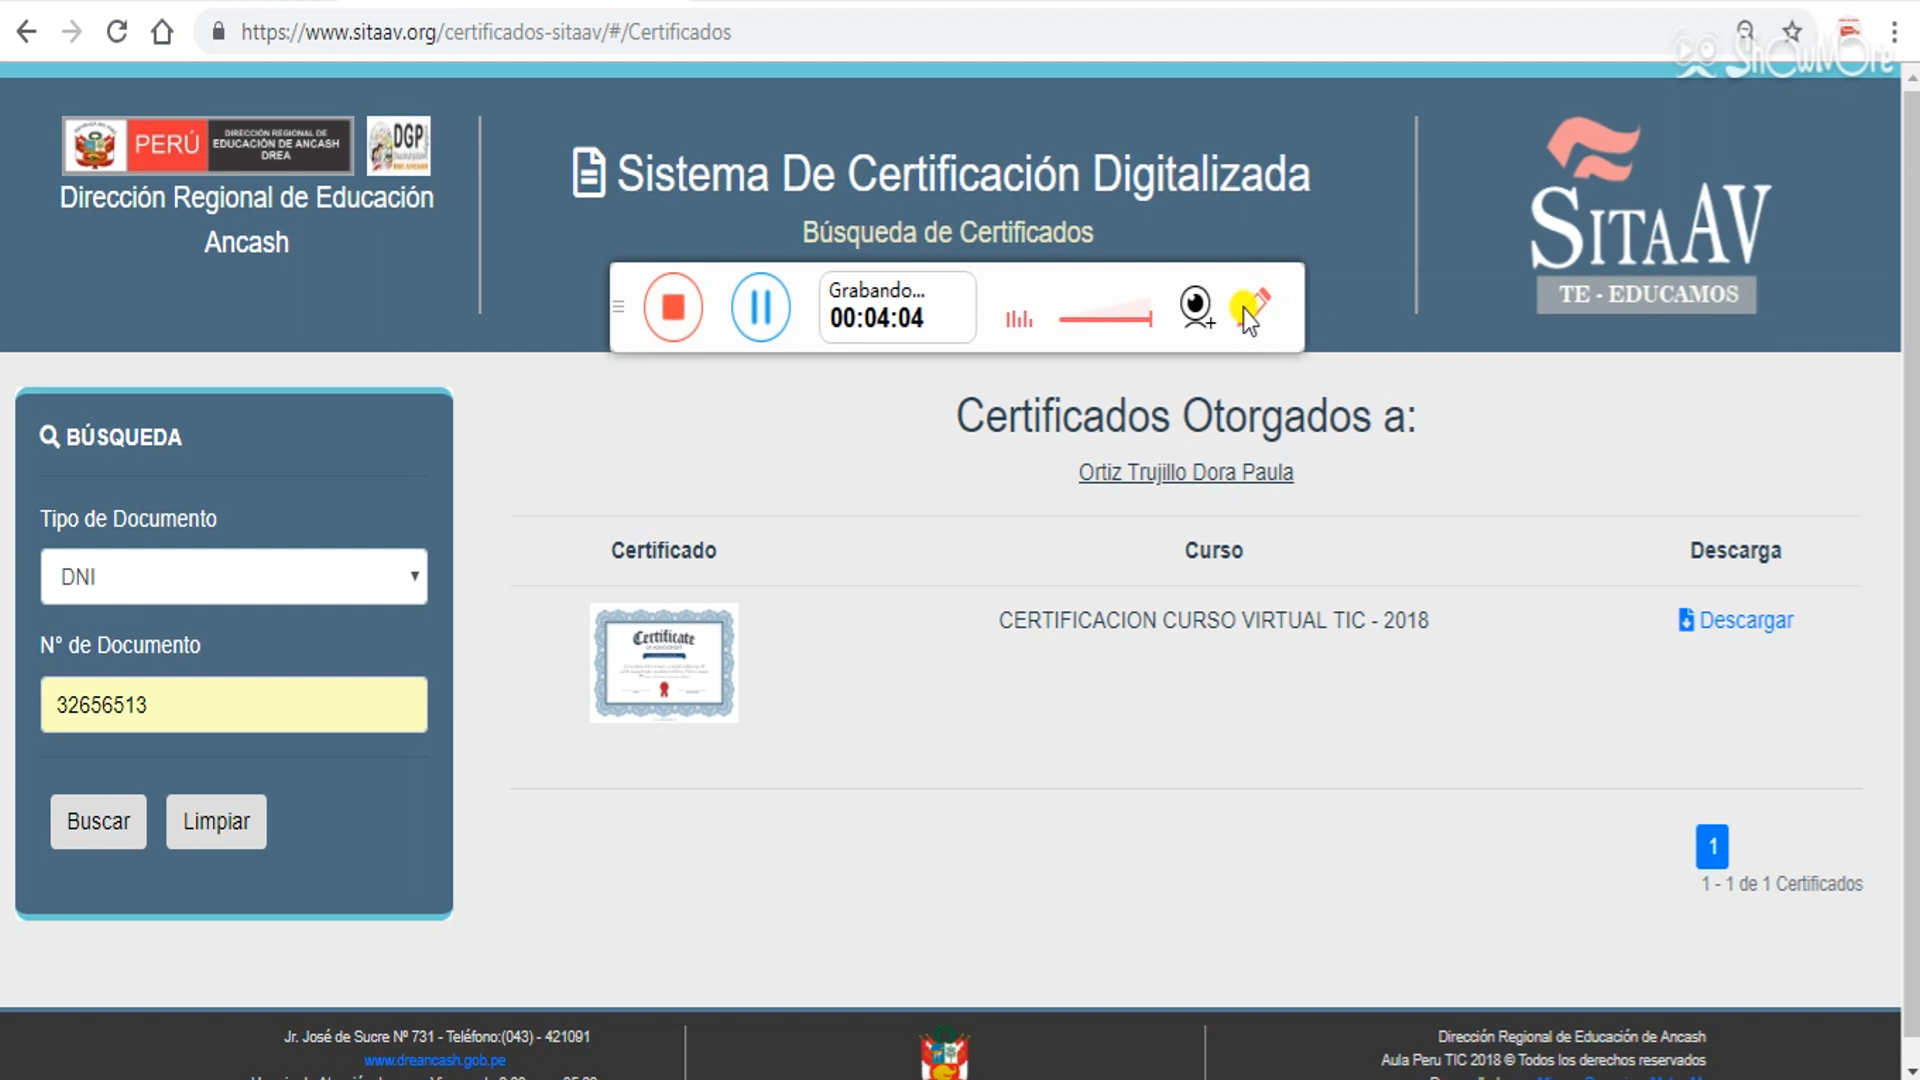 https://www.sitaav.org/certificados-sitaav/#/Certificados
ShowMore
PERÚ
DIRECCIÓN REGIONAL DE
EDUCACIÓN DE ANCASH
DREA
DGP
Dirección Regional de Educación
Ancash
Sistema De Certificación Digitalizada
Búsqueda de Certificados
SITAAV
TE - EDUCAMOS
Grabando...
00:04:04
BÚSQUEDA
Tipo de Documento
DNI
N° de Documento
32656513
Buscar
Limpiar
Certificados Otorgados a:
Ortiz Trujillo Dora Paula
Certificado
Curso
Descarga
Certificate
CERTIFICACION CURSO VIRTUAL TIC - 2018
Descargar
1
1 - 1 de 1 Certificados
Jr. José de Sucre Nº 731 - Teléfono:(043) - 421091
www.dreancash.gob.pe
Dirección Regional de Educación de Ancash
Aula Peru TIC 2018 © Todos los derechos reservados